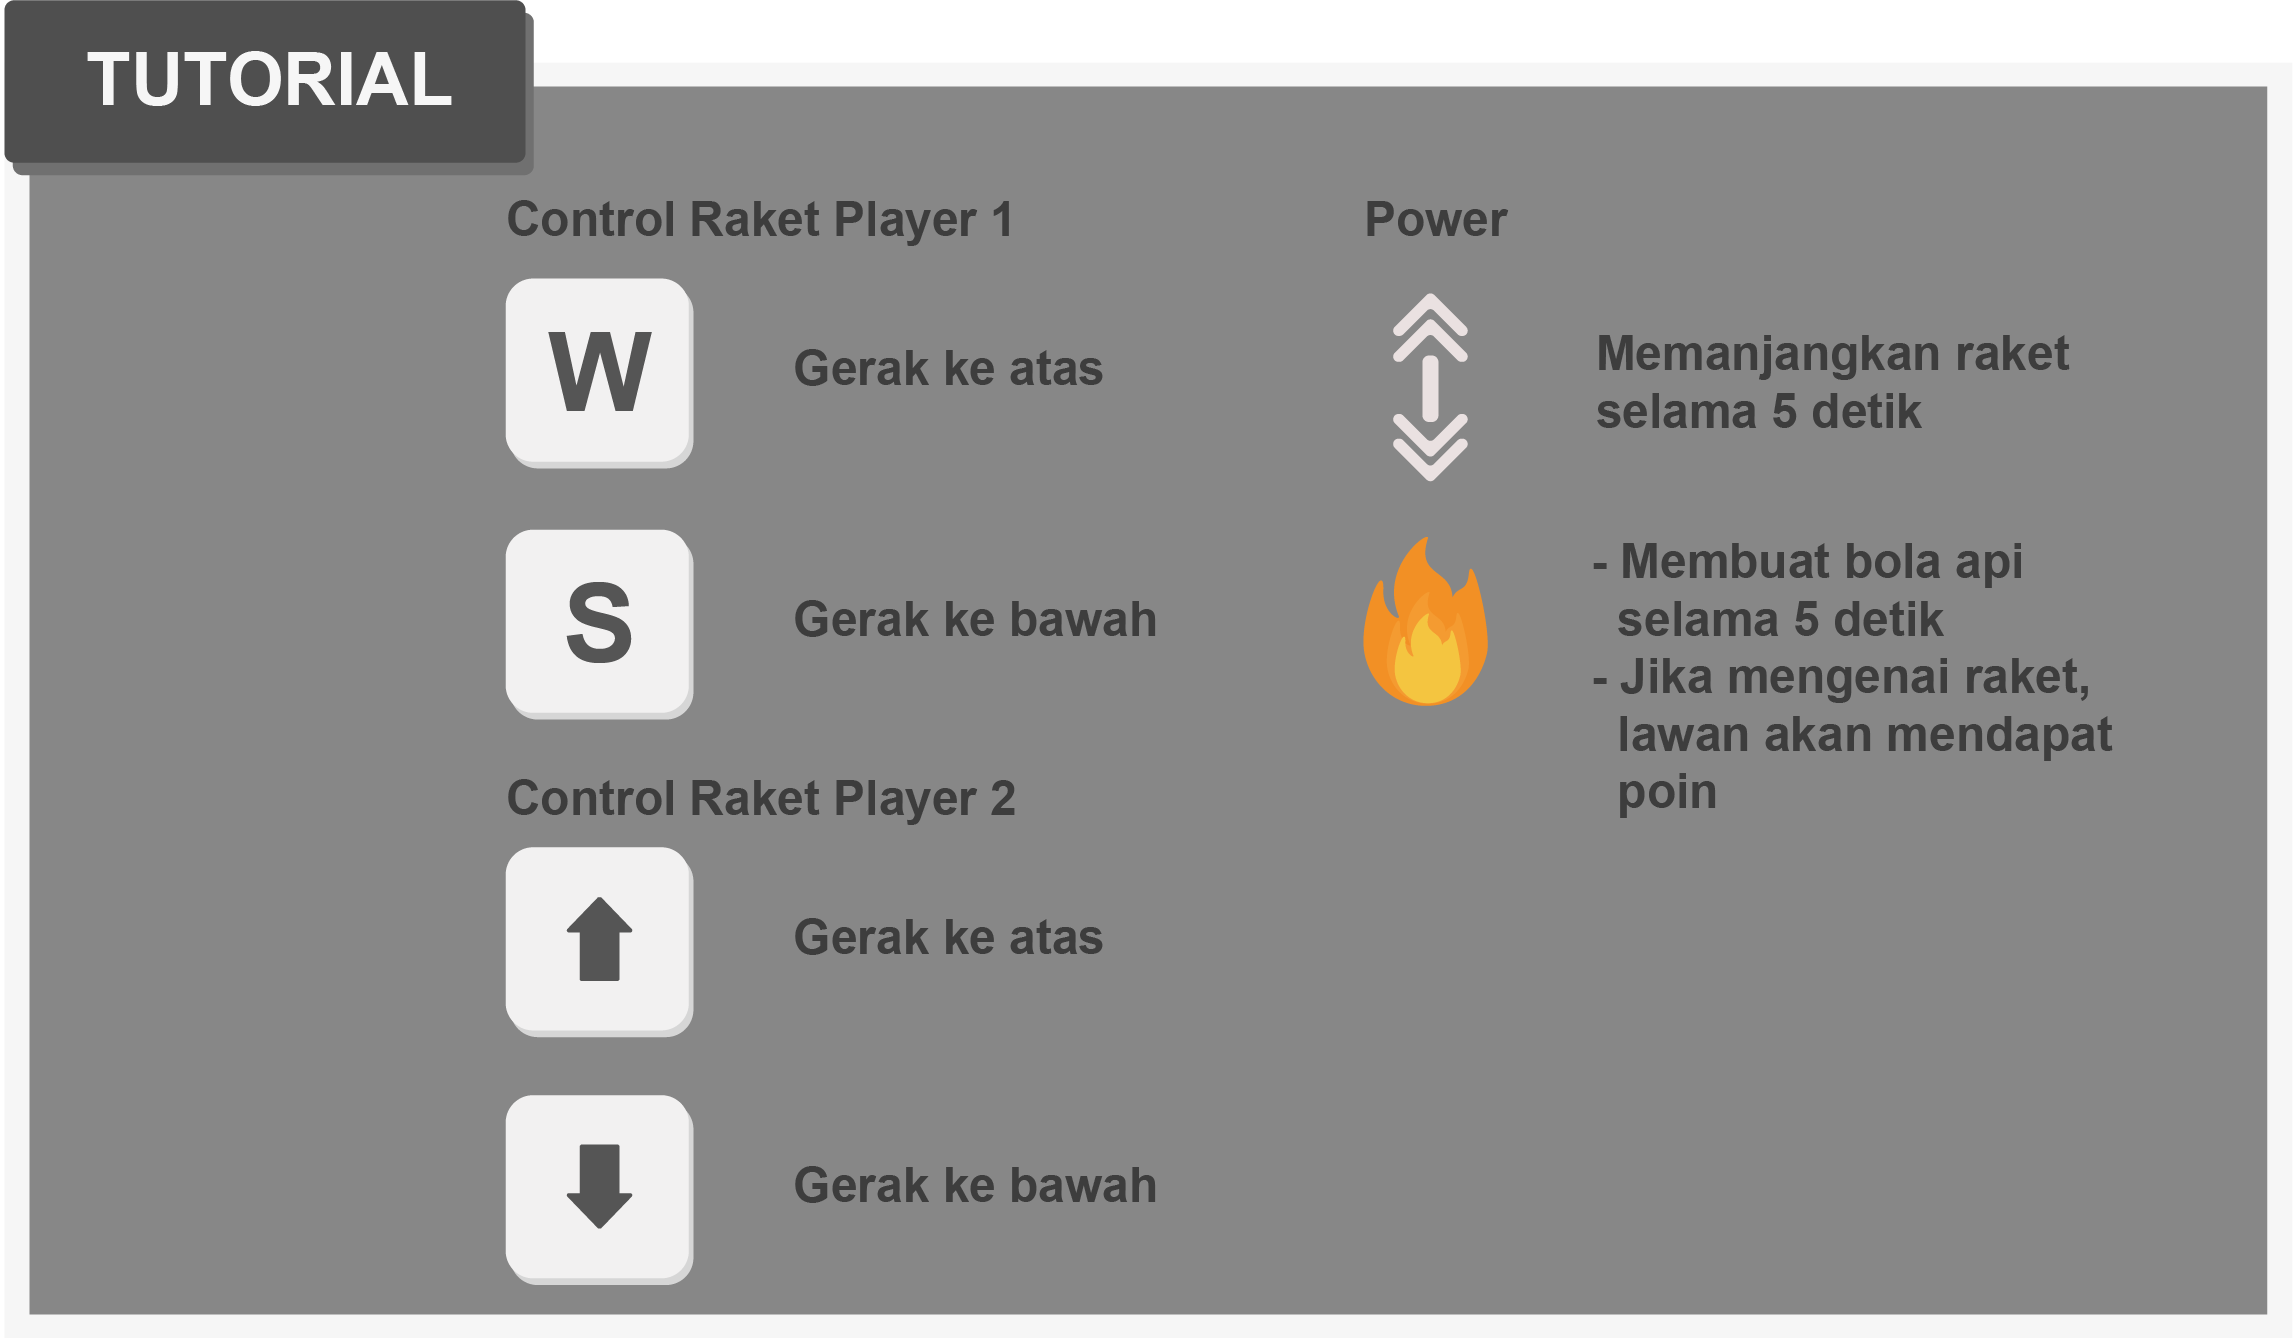 TUTORIAL
Control Raket Player 1
W
Gerak ke atas
S
Gerak ke bawah
Control Raket Player 2
Gerak ke atas
Gerak ke bawah
Power
Memanjangkan raket
selama 5 detik
- Membuat bola api
selama 5 detik
- Jika mengenai raket,
lawan akan mendapat
poin